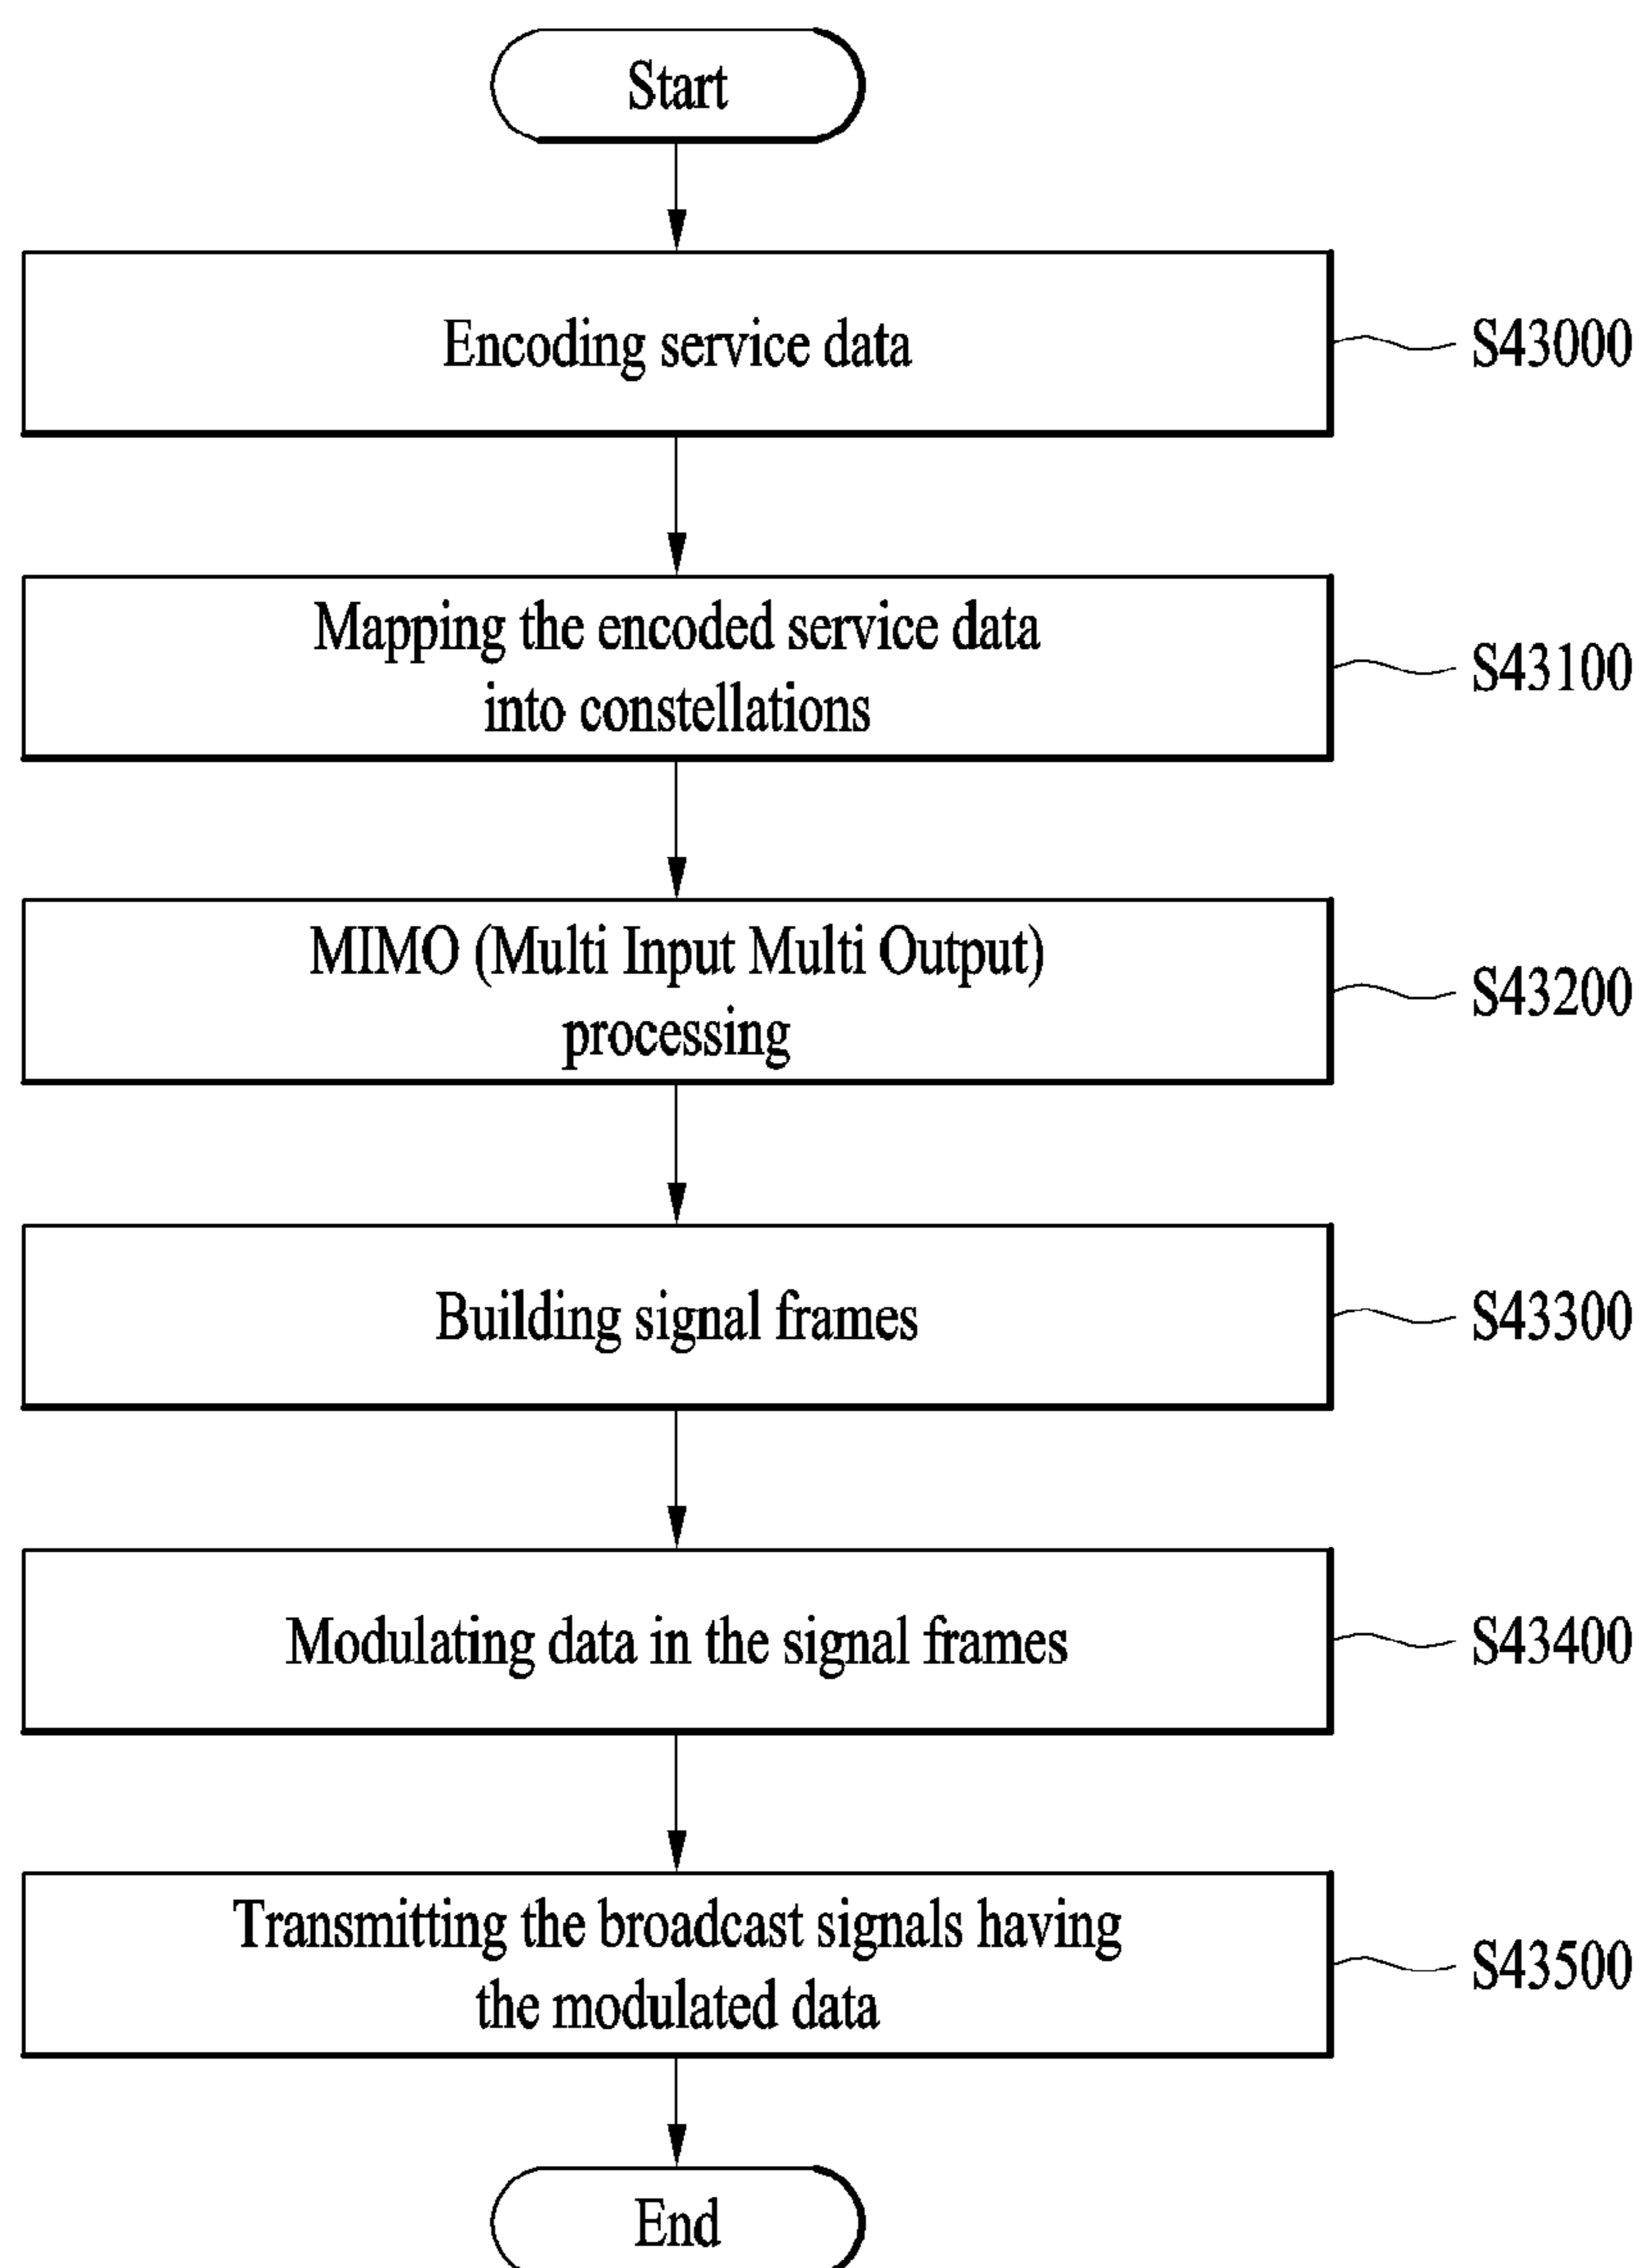 Start
Encoding service data
S43000
Mapping the encoded service data
into constellations
S43100
MIMO (Multi Input Multi Output)
processing
S43200
Building signal frames
S43300
Modulating data in the signal frames
S43400
Transmitting the broadcast signals having
the modulated data
S43500
End